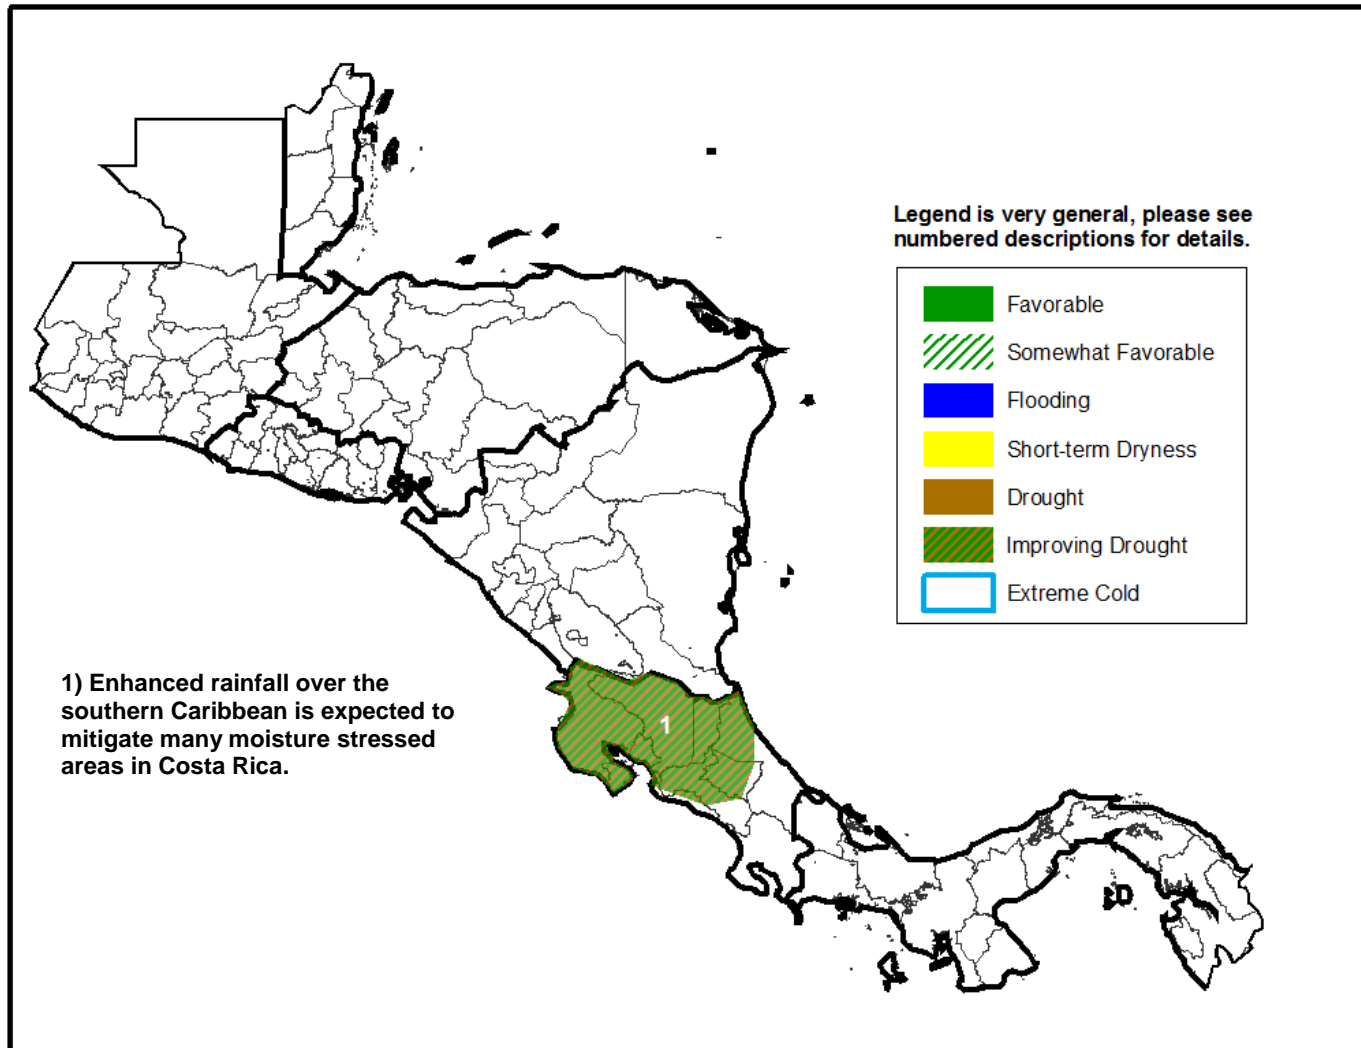 Legend is very general, please see
numbered descriptions for details.
Favorable
Somewhat Favorable
Flooding
Short-term Dryness
Drought
Improving Drought
Extreme Cold
1) Enhanced rainfall over the
southern Caribbean is expected to
mitigate many moisture stressed
areas in Costa Rica.
1